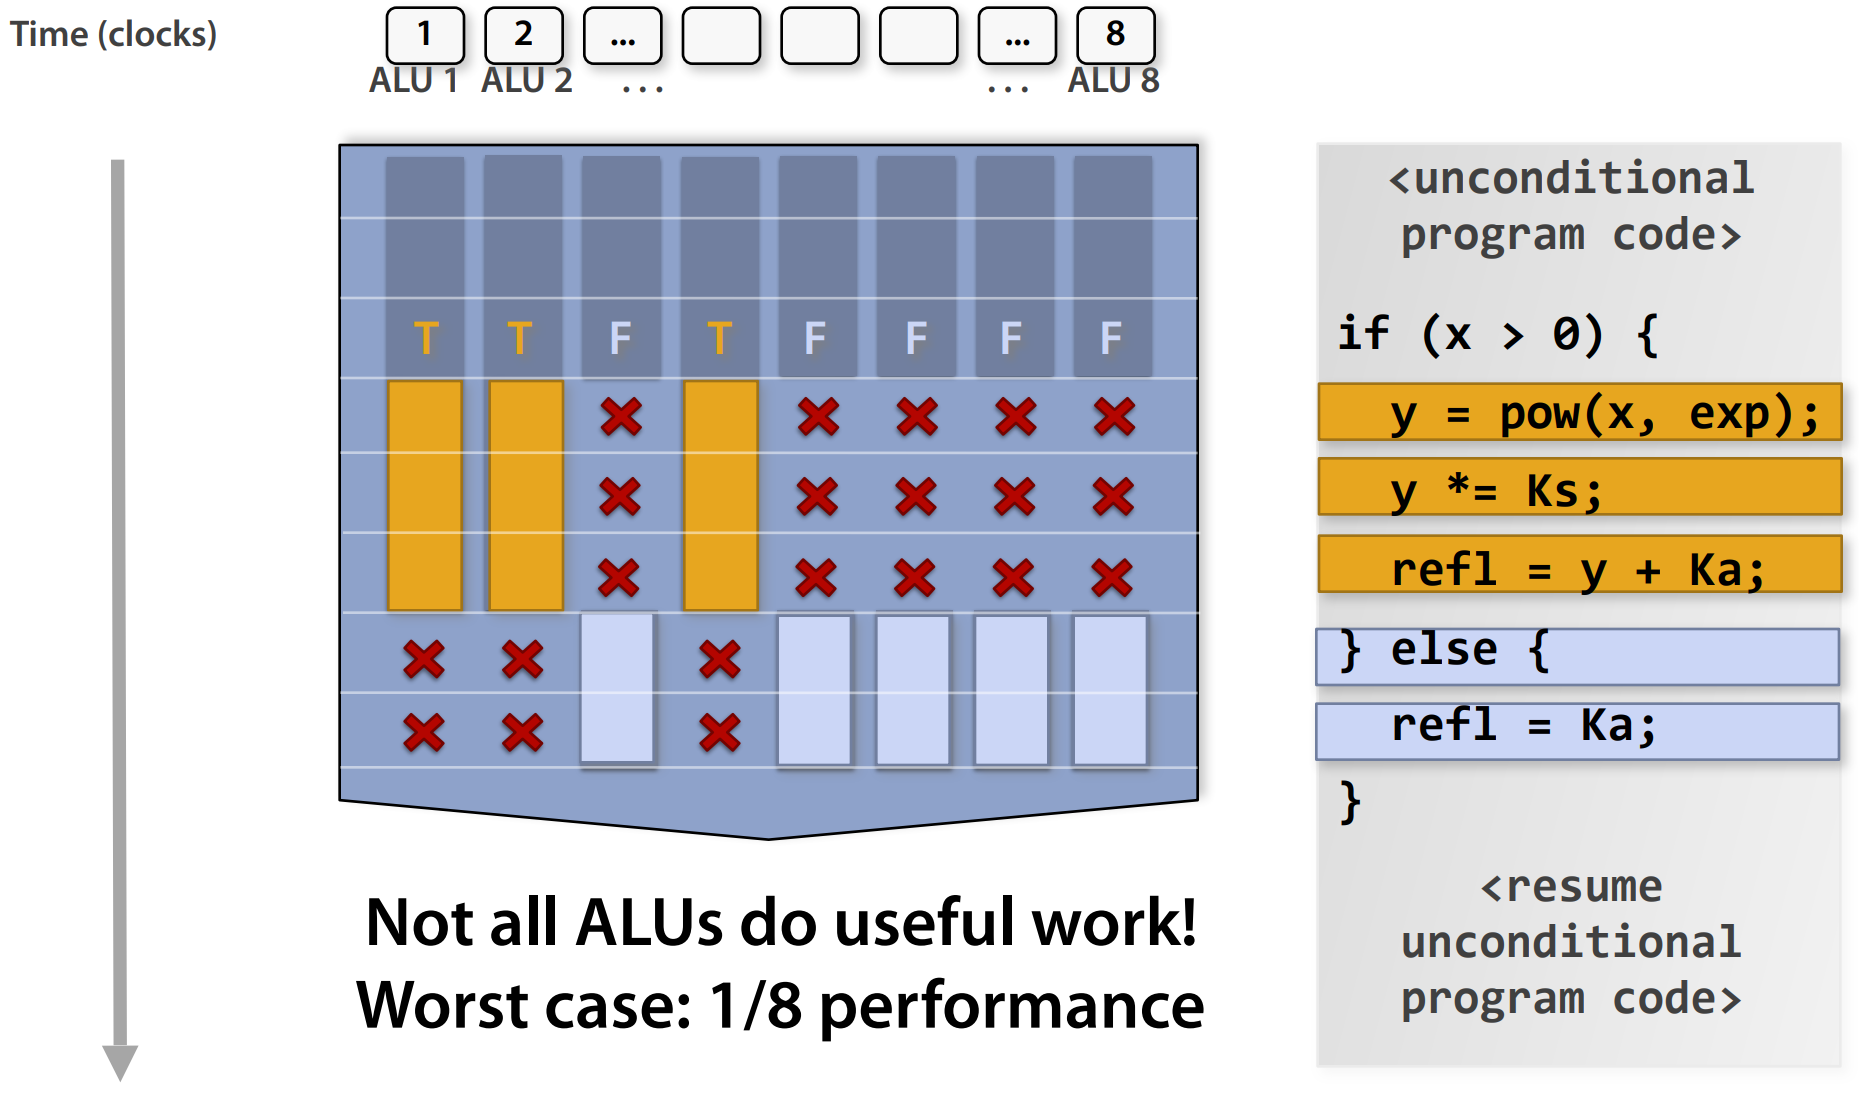 Time (clocks)
1 2 ... ... 8
ALU 1 ALU 2 ... ... ALU 8
T T F T F F F F
<unconditional
program code>
if (x > 0) {
y = pow(x, exp);
y *= Ks;
refl = y + Ka;
} else {
refl = Ka;
}
<resume
unconditional
program code>
Not all ALUs do useful work!
Worst case: 1/8 performance